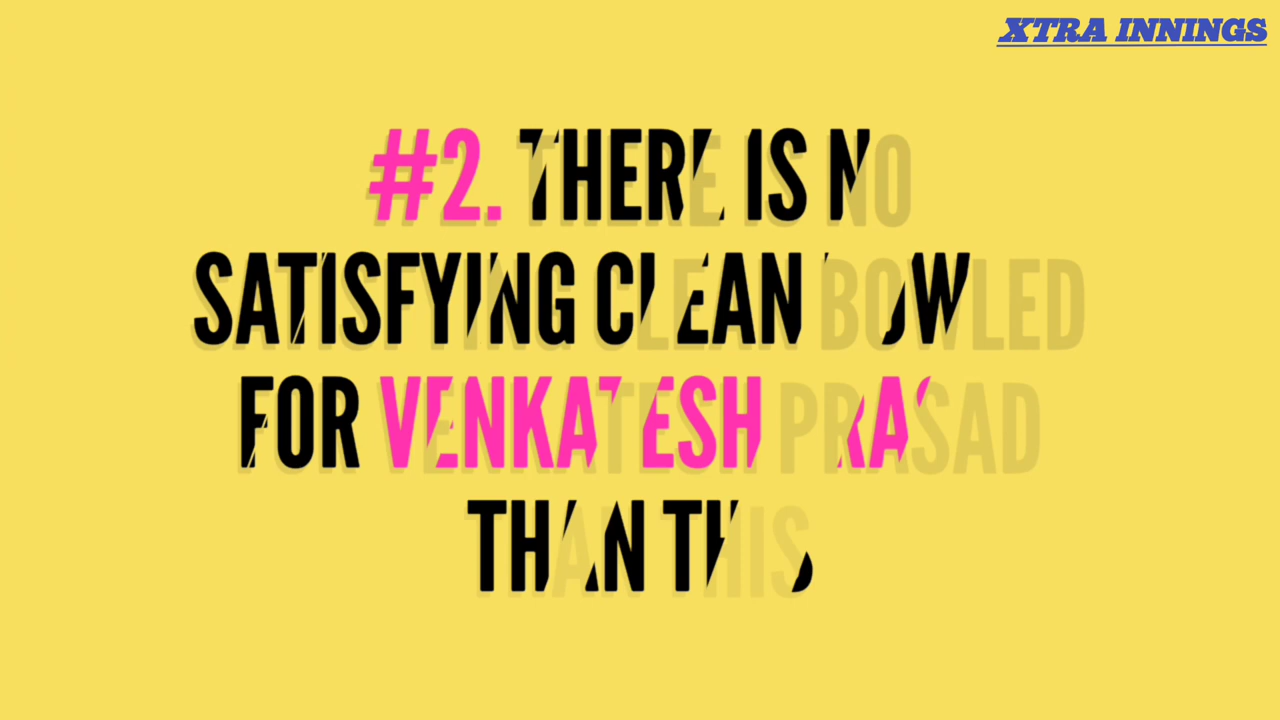 XTRA INNINGS
#2. THERE IS NO
SATISFYING CLEAN BOWLED
FOR VENKATESH PRASAD
THAN THIS